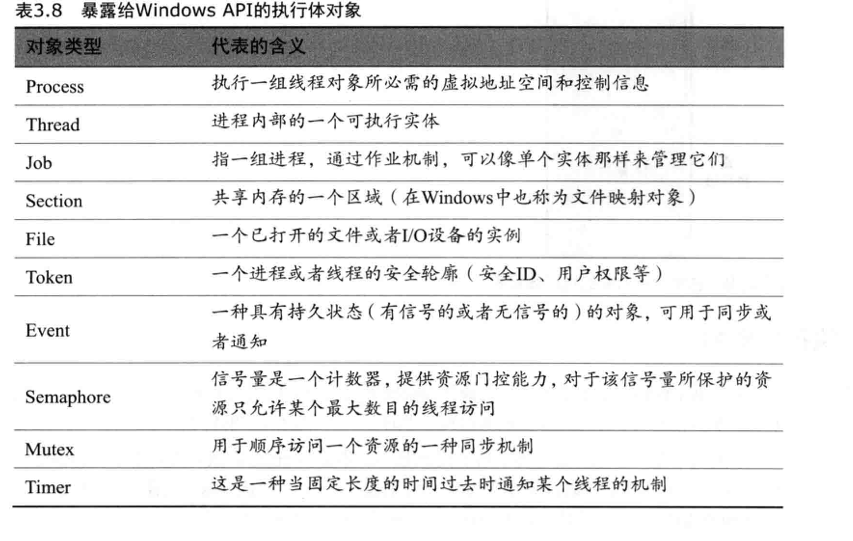 表3.8 暴露给Windows API的执行体对象
对象类型 代表的含义
Process 执行一组线程对象所必需的虚拟地址空间和控制信息
Thread 进程内部的一个可执行实体
Job 指一组进程，通过作业机制，可以像单个实体那样来管理它们
Section 共享内存的一个区域（在Windows中也称为文件映射对象）
File 一个已打开的文件或者I/O设备的实例
Token 一个进程或者线程的安全轮廓（安全ID、用户权限等）
Event 一种具有持久状态（有信号的或者无信号的）的对象，可用于同步或
者通知
Semaphore 信号量是一个计数器，提供资源门控能力，对于该信号量所保护的资
源只允许某个最大数目的线程访问
Mutex 用于顺序访问一个资源的一种同步机制
Timer 这是一种当固定长度的时间过去时通知某个线程的机制